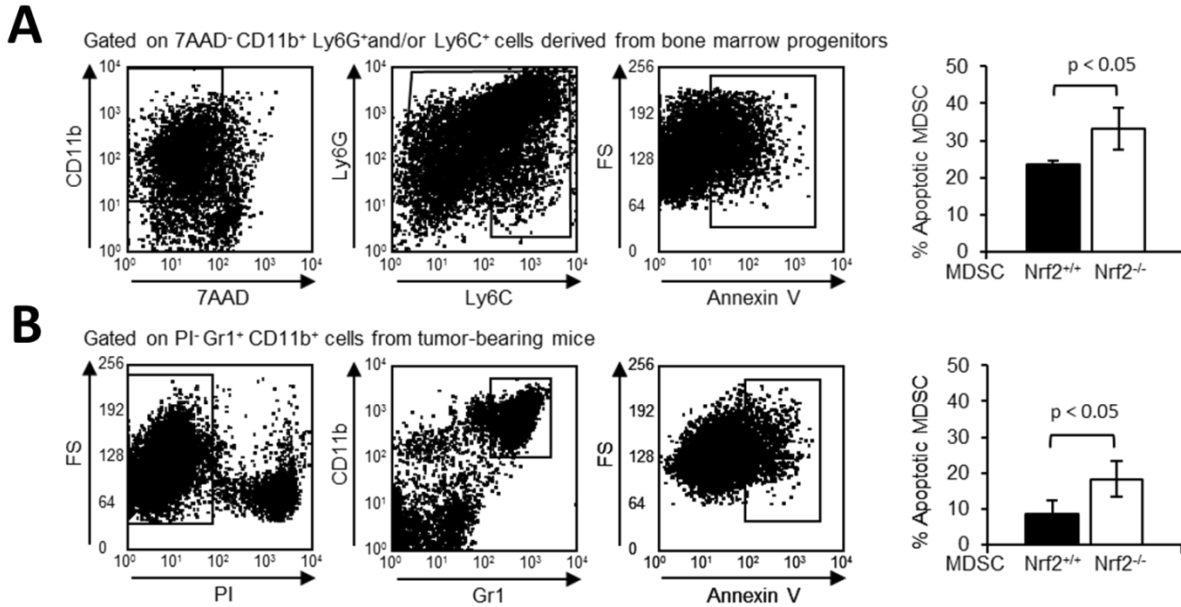 A
Gated on 7AAD⁻ CD11b⁺ Ly6G⁺and/or Ly6C⁺ cells derived from bone marrow progenitors
CD11b
10⁴
10³
10²
10¹
10⁰
10⁰ 10¹ 10² 10³ 10⁴
7AAD
Ly6G
10⁴
10³
10²
10¹
10⁰
10⁰ 10¹ 10² 10³ 10⁴
Ly6C
FS
256
192
128
64
0
10⁰ 10¹ 10² 10³ 10⁴
Annexin V
% Apoptotic MDSC
50
40
30
20
10
0
p < 0.05
MDSC Nrf2⁺/⁺ Nrf2⁻/⁻
B
Gated on PI⁻ Gr1⁺ CD11b⁺ cells from tumor-bearing mice
FS
256
192
128
64
0
10⁰ 10¹ 10² 10³ 10⁴
PI
CD11b
10⁴
10³
10²
10¹
10⁰
10⁰ 10¹ 10² 10³ 10⁴
Gr1
FS
256
192
128
64
0
10⁰ 10¹ 10² 10³ 10⁴
Annexin V
% Apoptotic MDSC
50
40
30
20
10
0
p < 0.05
MDSC Nrf2⁺/⁺ Nrf2⁻/⁻